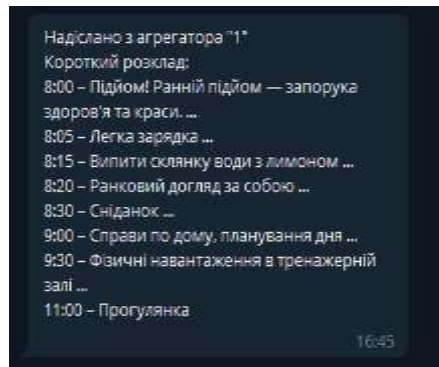 Надіслано з агрегатора "1"
Короткий розклад:
8:00 – Підйом! Ранній підйом — запорука
здоров'я та краси. ...
8:05 – Легка зарядка ...
8:15 – Випити склянку води з лимоном ...
8:20 – Ранковий догляд за собою ...
8:30 – Сніданок ...
9:00 – Справи по дому, планування дня ...
9:30 – Фізичні навантаження в тренажерній
залі ...
11:00 – Прогулянка
16:45